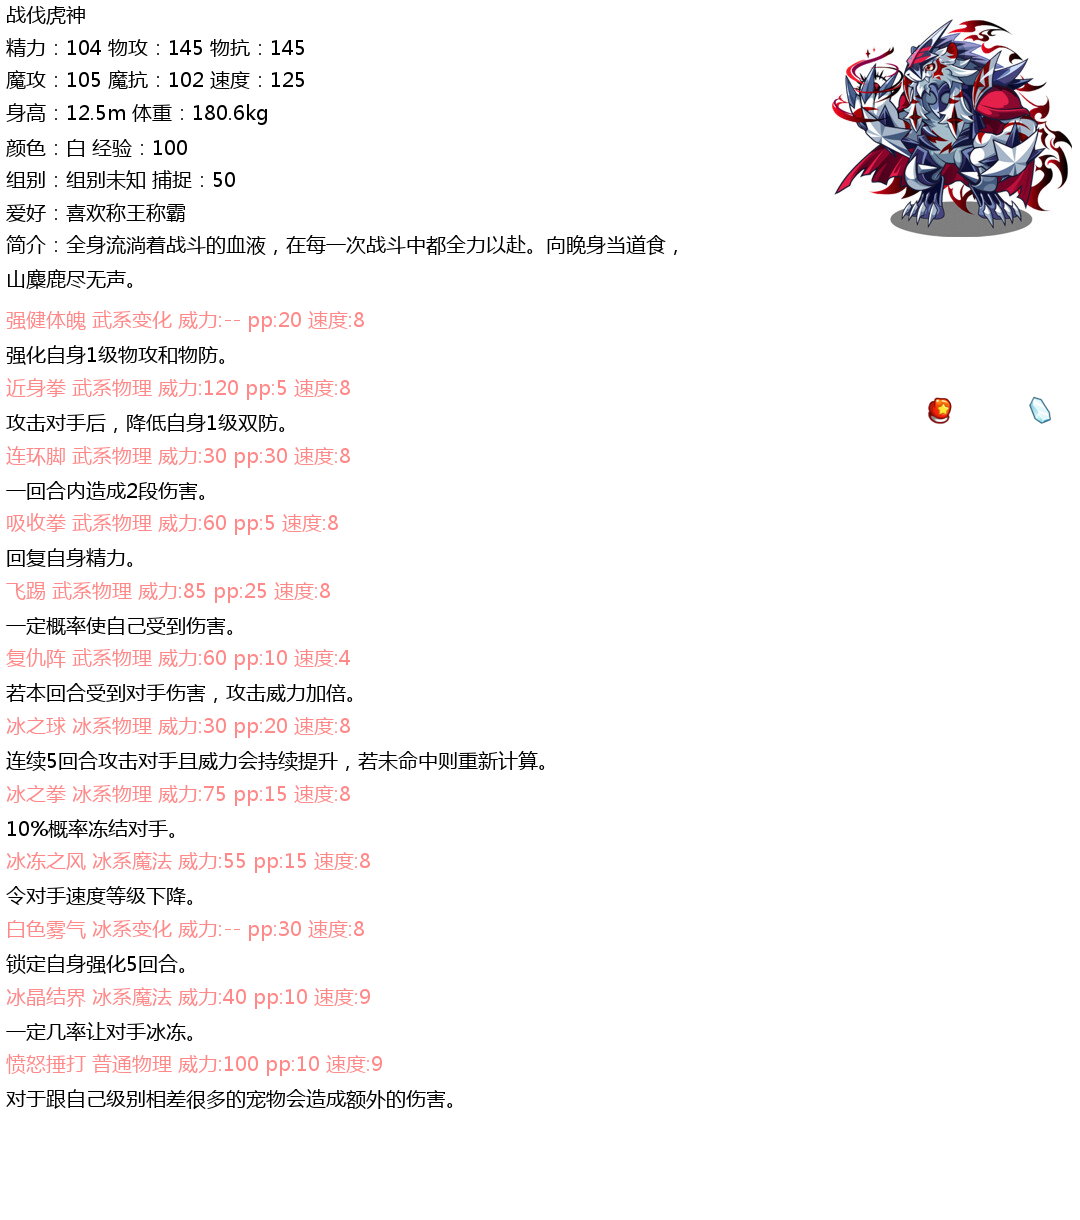 战伐虎神
精力：104 物攻：145 物抗：145
魔攻：105 魔抗：102 速度：125
身高：12.5m 体重：180.6kg
颜色：白 经验：100
组别：组别未知 捕捉：50
爱好：喜欢称王称霸
简介：全身流淌着战斗的血液，在每一次战斗中都全力以赴。向晚身当道食，
山麋鹿尽无声。
强健体魄 武系变化 威力:-- pp:20 速度:8
强化自身1级物攻和物防。
近身拳 武系物理 威力:120 pp:5 速度:8
攻击对手后，降低自身1级双防。
连环脚 武系物理 威力:30 pp:30 速度:8
一回合内造成2段伤害。
吸收拳 武系物理 威力:60 pp:5 速度:8
回复自身精力。
飞踢 武系物理 威力:85 pp:25 速度:8
一定概率使自己受到伤害。
复仇阵 武系物理 威力:60 pp:10 速度:4
若本回合受到对手伤害，攻击威力加倍。
冰之球 冰系物理 威力:30 pp:20 速度:8
连续5回合攻击对手且威力会持续提升，若未命中则重新计算。
冰之拳 冰系物理 威力:75 pp:15 速度:8
10%概率冻结对手。
冰冻之风 冰系魔法 威力:55 pp:15 速度:8
令对手速度等级下降。
白色雾气 冰系变化 威力:-- pp:30 速度:8
锁定自身强化5回合。
冰晶结界 冰系魔法 威力:40 pp:10 速度:9
一定几率让对手冰冻。
愤怒捶打 普通物理 威力:100 pp:10 速度:9
对于跟自己级别相差很多的宠物会造成额外的伤害。